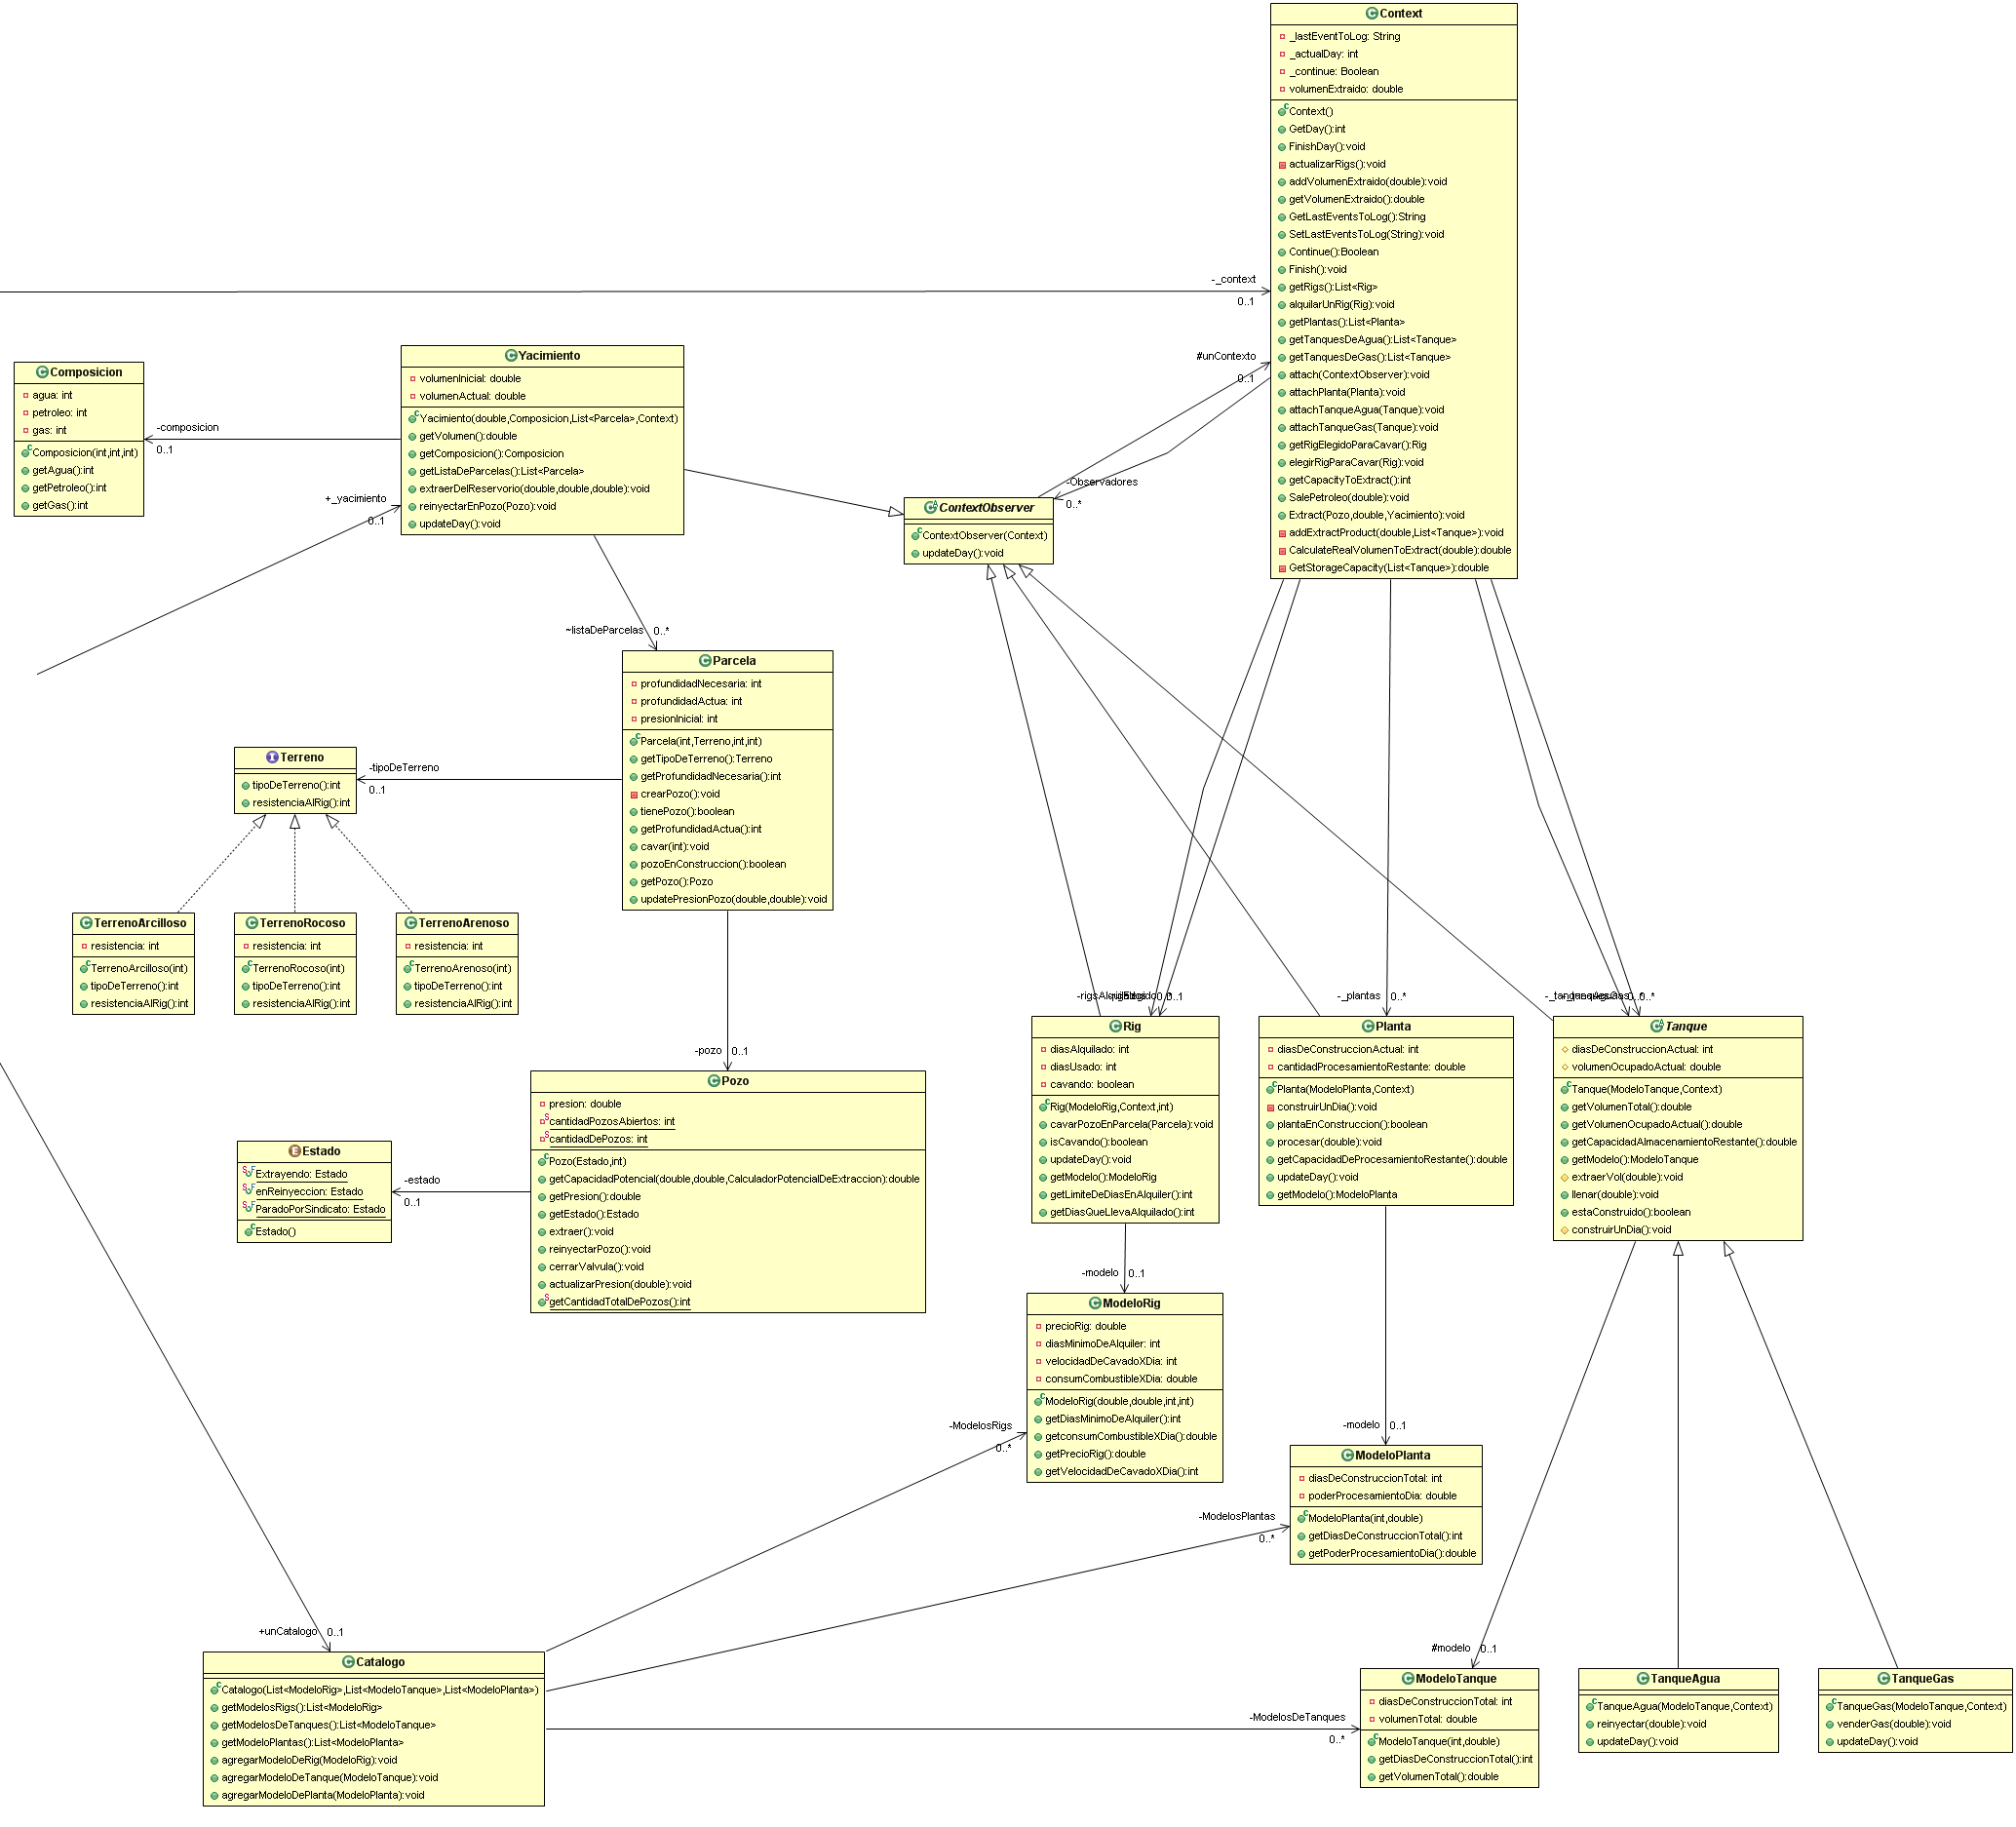 Context
_lastEventToLog: String
_actualDay: int
_continue: Boolean
volumenExtraido: double
Context()
GetDay():int
FinishDay():void
actualizarRigs():void
addVolumenExtraido(double):void
getVolumenExtraido():double
GetLastEventsToLog():String
SetLastEventsToLog(String):void
Continue():Boolean
Finish():void
getRigs():List<Rig>
alquilarUnRig(Rig):void
getPlantas():List<Planta>
getTanquesDeAgua():List<Tanque>
getTanquesDeGas():List<Tanque>
attach(ContextObserver):void
attachPlanta(Planta):void
attachTanqueAgua(Tanque):void
attachTanqueGas(Tanque):void
getRigElegidoParaCavar():Rig
elegirRigParaCavar(Rig):void
getCapacityToExtract():int
SalePetroleo(double):void
Extract(Pozo,double,Yacimiento):void
addExtractProduct(double,List<Tanque>):void
CalculateRealVolumenToExtract(double):double
GetStorageCapacity(List<Tanque>):double
-_context
0..1
#unContexto
0..1
-Observadores
0..*
Composicion
agua: int
petroleo: int
gas: int
Composicion(int,int,int)
getAgua():int
getPetroleo():int
getGas():int
-composicion
0..1
+_yacimiento
0..1
Yacimiento
volumenInicial: double
volumenActual: double
Yacimiento(double,Composicion,List<Parcela>,Context)
getVolumen():double
getComposicion():Composicion
getListaDeParcelas():List<Parcela>
extraerDelReservorio(double,double,double):void
reinyectarEnPozo(Pozo):void
updateDay():void
ContextObserver
ContextObserver(Context)
updateDay():void
~listaDeParcelas 0..*
Parcela
profundidadNecesaria: int
profundidadActua: int
presionInicial: int
Parcela(int,Terreno,int,int)
getTipoDeTerreno():Terreno
getProfundidadNecesaria():int
crearPozo():void
tienePozo():boolean
getProfundidadActua():int
cavar(int):void
pozoEnConstruccion():boolean
getPozo():Pozo
updatePresionPozo(double,double):void
-tipoDeTerreno
0..1
Terreno
tipoDeTerreno():int
resistenciaAlRig():int
TerrenoArcilloso
resistencia: int
TerrenoArcilloso(int)
tipoDeTerreno():int
resistenciaAlRig():int
TerrenoRocoso
resistencia: int
TerrenoRocoso(int)
tipoDeTerreno():int
resistenciaAlRig():int
TerrenoArenoso
resistencia: int
TerrenoArenoso(int)
tipoDeTerreno():int
resistenciaAlRig():int
-pozo 0..1
Pozo
presion: double
cantidadPozosAbiertos: int
cantidadDePozos: int
Pozo(Estado,int)
getCapacidadPotencial(double,double,CalculadorPotencialDeExtraccion):double
getPresion():double
getEstado():Estado
extraer():void
reinyectarPozo():void
cerrarValvula():void
actualizarPresion(double):void
getCantidadTotalDePozos():int
-estado
0..1
Estado
Extrayendo: Estado
enReinyeccion: Estado
ParadoPorSindicato: Estado
Estado()
0..1
-_plantas 0..*
0..*
Rig
diasAlquilado: int
diasUsado: int
cavando: boolean
Rig(ModeloRig,Context,int)
cavarPozoEnParcela(Parcela):void
isCavando():boolean
updateDay():void
getModelo():ModeloRig
getLimiteDeDiasEnAlquiler():int
getDiasQueLlevaAlquilado():int
Planta
diasDeConstruccionActual: int
cantidadProcesamientoRestante: double
Planta(ModeloPlanta,Context)
construirUnDia():void
plantaEnConstruccion():boolean
procesar(double):void
getCapacidadDeProcesamientoRestante():double
updateDay():void
getModelo():ModeloPlanta
Tanque
diasDeConstruccionActual: int
volumenOcupadoActual: double
Tanque(ModeloTanque,Context)
getVolumenTotal():double
getVolumenOcupadoActual():double
getCapacidadAlmacenamientoRestante():double
getModelo():ModeloTanque
extraerVol(double):void
llenar(double):void
estaConstruido():boolean
construirUnDia():void
-modelo 0..1
ModeloRig
precioRig: double
diasMinimoDeAlquiler: int
velocidadDeCavadoXDia: int
consumCombustibleXDia: double
ModeloRig(double,double,int,int)
getDiasMinimoDeAlquiler():int
getconsumCombustibleXDia():double
getPrecioRig():double
getVelocidadDeCavadoXDia():int
-ModelosRigs
0..*
-modelo 0..1
ModeloPlanta
diasDeConstruccionTotal: int
poderProcesamientoDia: double
ModeloPlanta(int,double)
getDiasDeConstruccionTotal():int
getPoderProcesamientoDia():double
-ModelosPlantas
0..*
+unCatalogo 0..1
Catalogo
Catalogo(List<ModeloRig>,List<ModeloTanque>,List<ModeloPlanta>)
getModelosRigs():List<ModeloRig>
getModelosDeTanques():List<ModeloTanque>
getModeloPlantas():List<ModeloPlanta>
agregarModeloDeRig(ModeloRig):void
agregarModeloDeTanque(ModeloTanque):void
agregarModeloDePlanta(ModeloPlanta):void
-ModelosDeTanques
0..*
#modelo 0..1
ModeloTanque
diasDeConstruccionTotal: int
volumenTotal: double
ModeloTanque(int,double)
getDiasDeConstruccionTotal():int
getVolumenTotal():double
TanqueAgua
TanqueAgua(ModeloTanque,Context)
reinyectar(double):void
updateDay():void
TanqueGas
TanqueGas(ModeloTanque,Context)
venderGas(double):void
updateDay():void